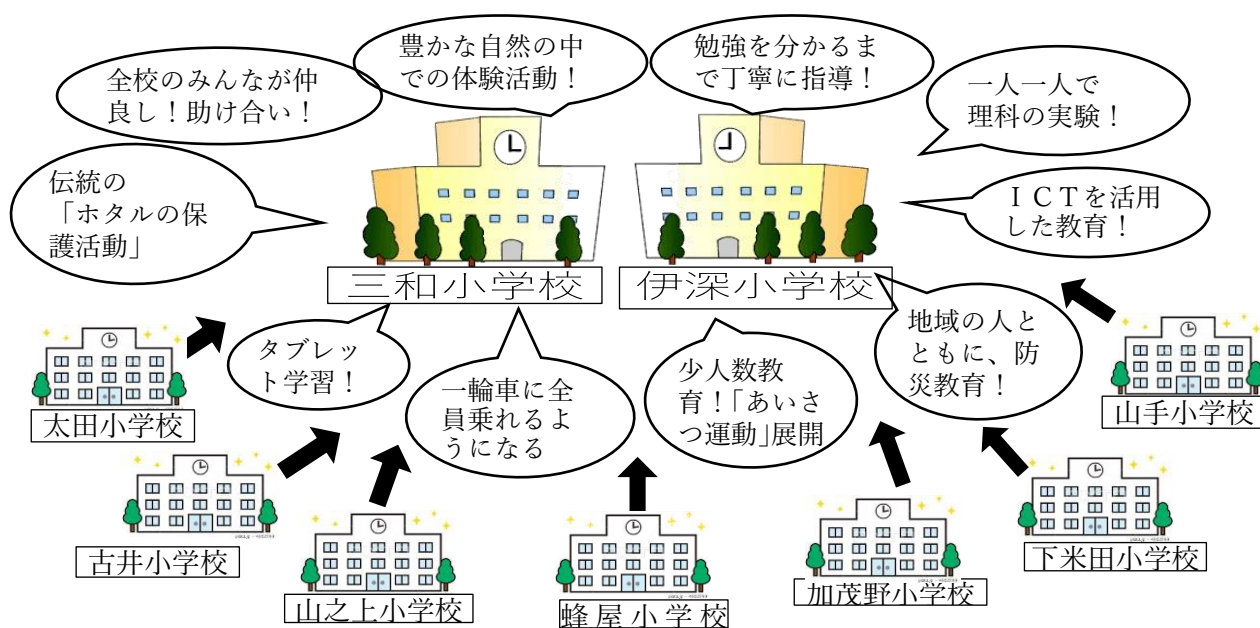 豊かな自然の中
での体験活動！
勉強を分かるま
で丁寧に指導！
全校のみんなが仲
良し！助け合い！
一人一人で
理科の実験！
伝統の
「ホタルの保
護活動」
ＩＣＴを活用
した教育！
三和小学校
伊深小学校
タブレッ
ト学習！
一輪車に全
員乗れるよ
うになる
少人数教
育！「あいさ
つ運動」展開
地域の人と
ともに、防
災教育！
太田小学校
山手小学校
古井小学校
下米田小学校
山之上小学校
蜂屋小学校
加茂野小学校